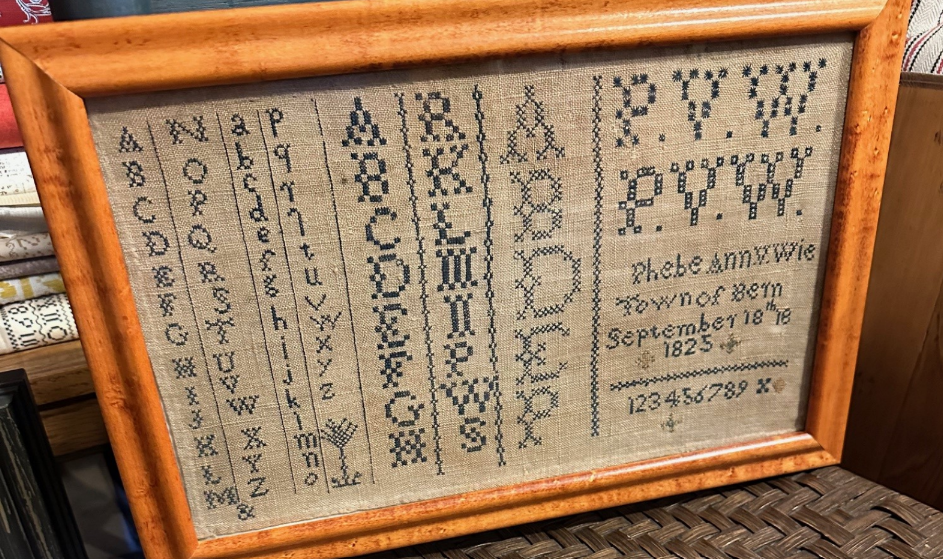 A B C D E F G H I J K L M
N O P Q R S T U V W X Y Z &
a b c d e f g h i j k l m n o
p q r s t u v w x y z
A B C D E F G H
R K L M P W S
A B
P. V. W.
P. V. W.
Phebe Ann V. Wie
Town of Bern
September 18th 18
1825
123456789